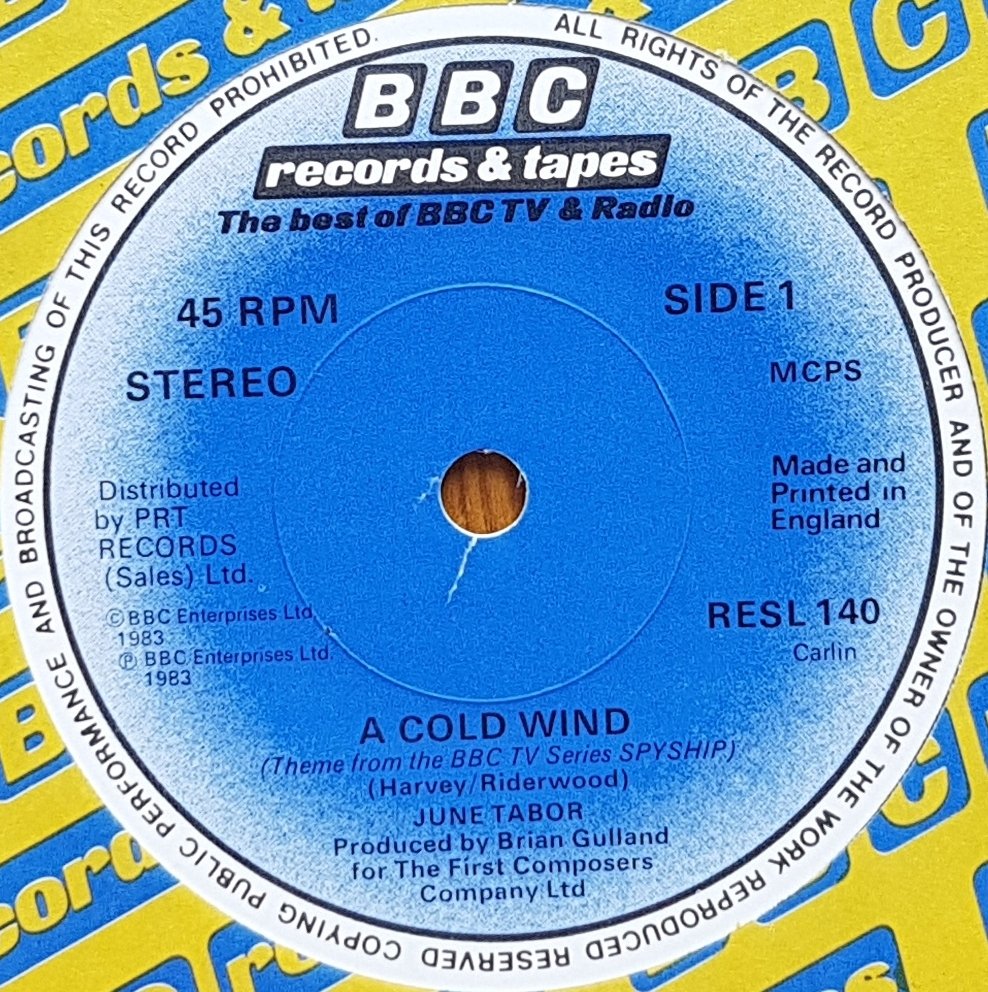 ALL RIGHTS OF THE RECORD PRODUCER AND OF THE OWNER OF THE WORK REPRODUCED RESERVED COPYING PUBLIC PERFORMANCE AND BROADCASTING OF THIS RECORD PROHIBITED.
BBC
records & tapes
The best of BBC TV & Radio
45 RPM
SIDE 1
STEREO
MCPS
Distributed
by PRT
RECORDS
(Sales) Ltd.
Made and
Printed in
England
© BBC Enterprises Ltd.
1983
℗ BBC Enterprises Ltd.
1983
RESL 140
Carlin
A COLD WIND
(Theme from the BBC TV Series SPYSHIP)
(Harvey/Riderwood)
JUNE TABOR
Produced by Brian Gulland
for The First Composers
Company Ltd